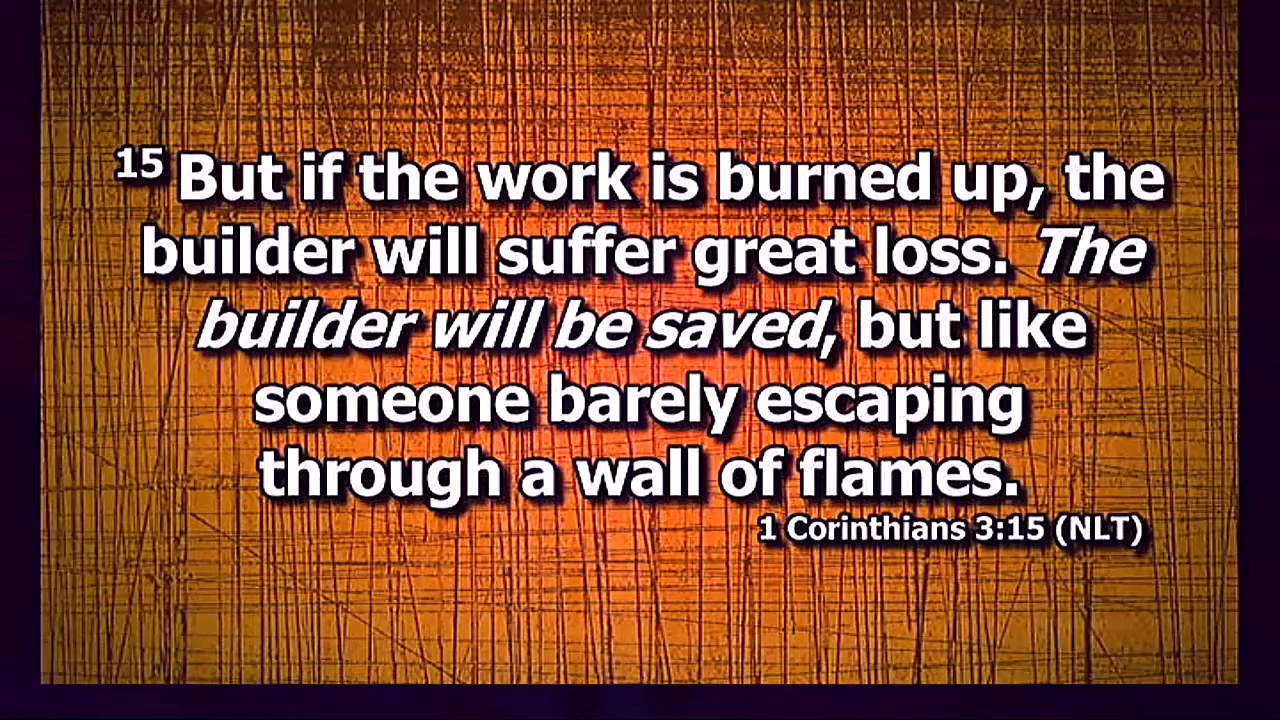 15 But if the work is burned up, the
builder will suffer great loss. The
builder will be saved, but like
someone barely escaping
through a wall of flames.
1 Corinthians 3:15 (NLT)